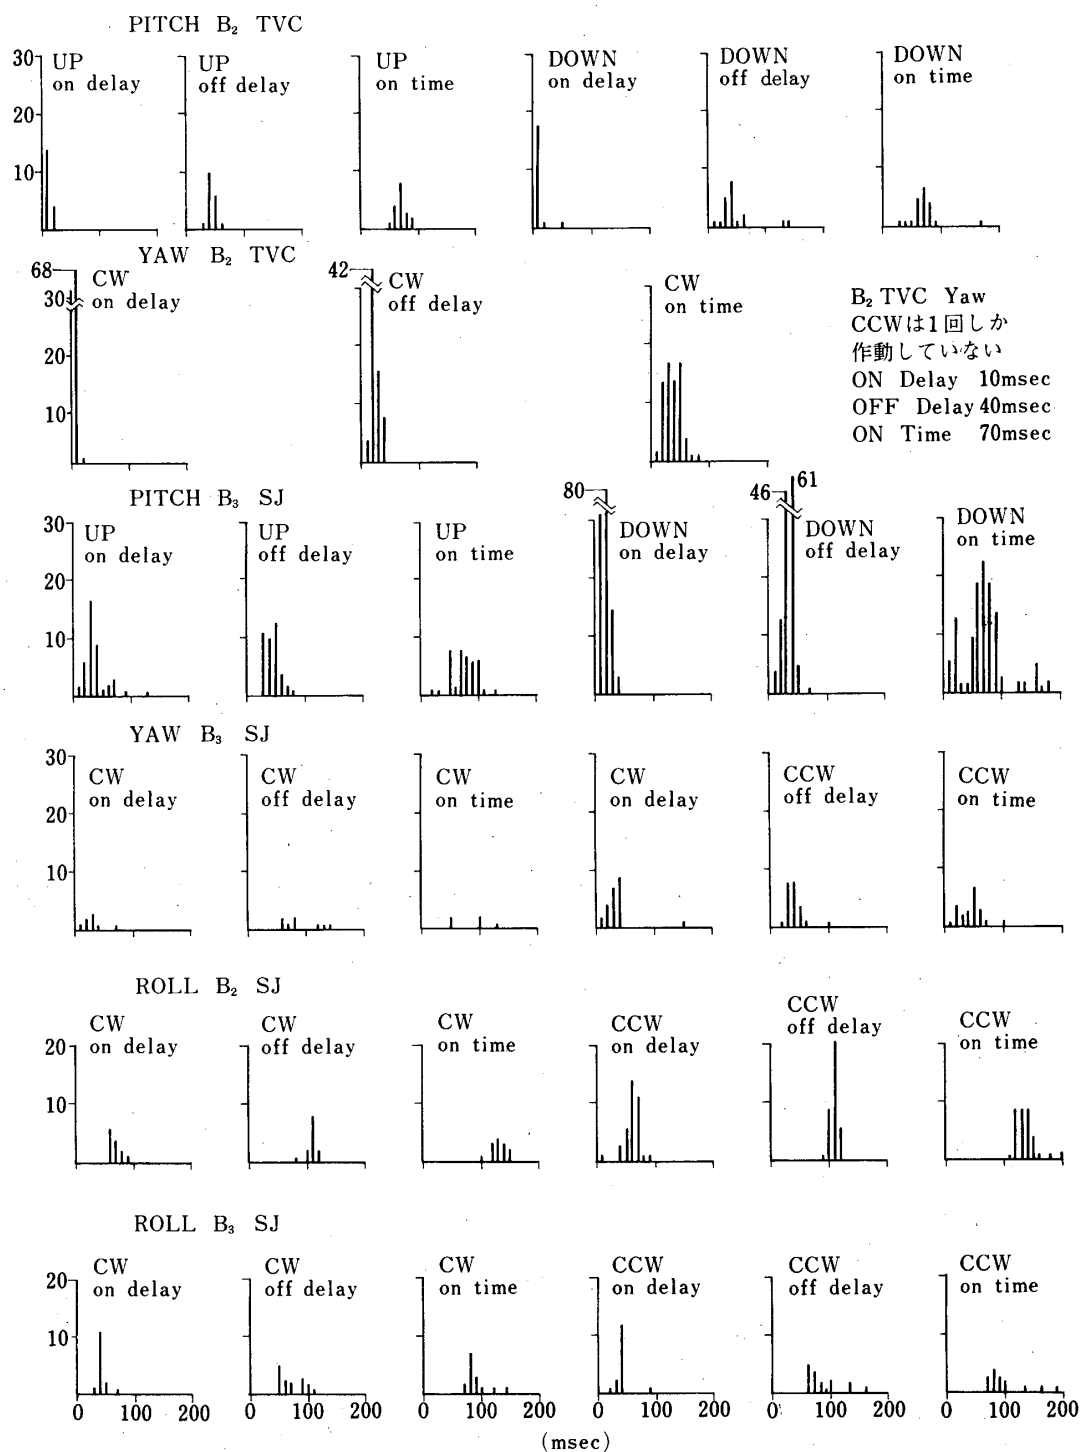 PITCH B₂ TVC
30
20
10
UP
on delay
UP
off delay
UP
on time
DOWN
on delay
DOWN
off delay
DOWN
on time
YAW B₂ TVC
68
30
20
10
CW
on delay
42
CW
off delay
CW
on time
B₂ TVC Yaw
CCWは1回しか
作動していない
ON Delay 10msec
OFF Delay 40msec
ON Time 70msec
PITCH B₃ SJ
30
20
10
UP
on delay
UP
off delay
UP
on time
80
DOWN
on delay
46
61
DOWN
off delay
DOWN
on time
YAW B₃ SJ
30
20
10
CW
on delay
CW
off delay
CW
on time
CW
on delay
CCW
off delay
CCW
on time
ROLL B₂ SJ
20
10
CW
on delay
CW
off delay
CW
on time
CCW
on delay
CCW
off delay
CCW
on time
ROLL B₃ SJ
20
10
CW
on delay
CW
off delay
CW
on time
CCW
on delay
CCW
off delay
CCW
on time
0 100 200 0 100 200 0 100 200 0 100 200 0 100 200 0 100 200
(msec)